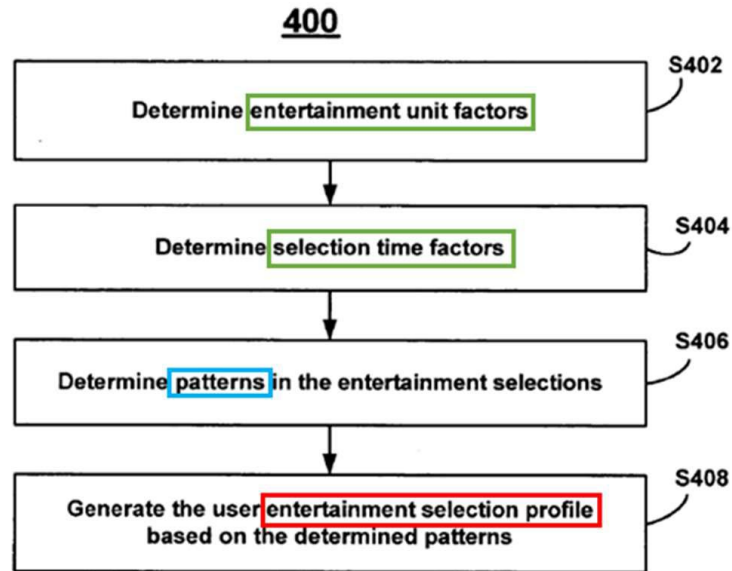 400
S402
Determine entertainment unit factors
S404
Determine selection time factors
S406
Determine patterns in the entertainment selections
S408
Generate the user entertainment selection profile
based on the determined patterns